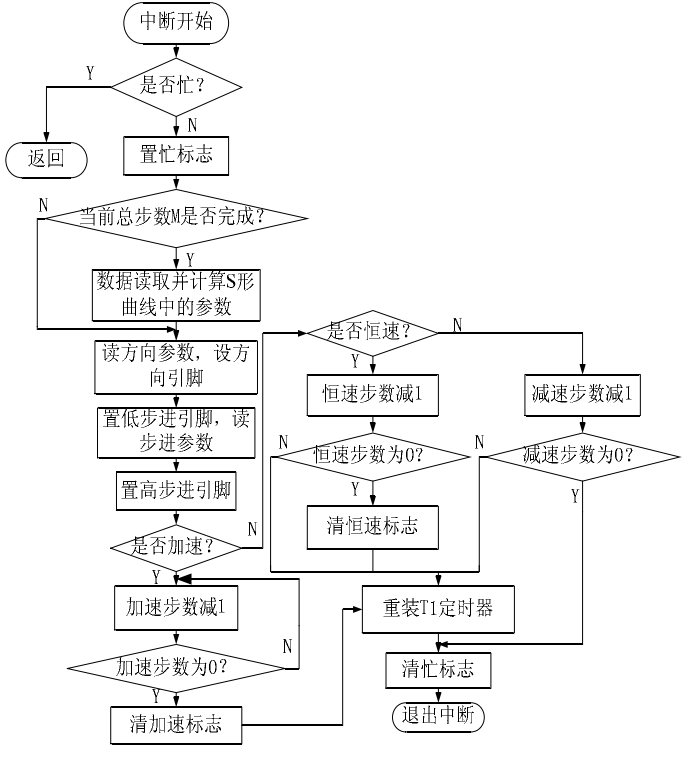 中断开始
是否忙？
Y
N
返回
置忙标志
当前总步数M是否完成？
N
Y
数据读取并计算S形
曲线中的参数
读方向参数，设方
向引脚
置低步进引脚，读
步进参数
置高步进引脚
是否加速？
N
Y
加速步数减1
加速步数为0？
N
Y
清加速标志
是否恒速？
N
Y
恒速步数减1
恒速步数为0？
N
Y
清恒速标志
减速步数减1
减速步数为0？
N
Y
重装T1定时器
清忙标志
退出中断